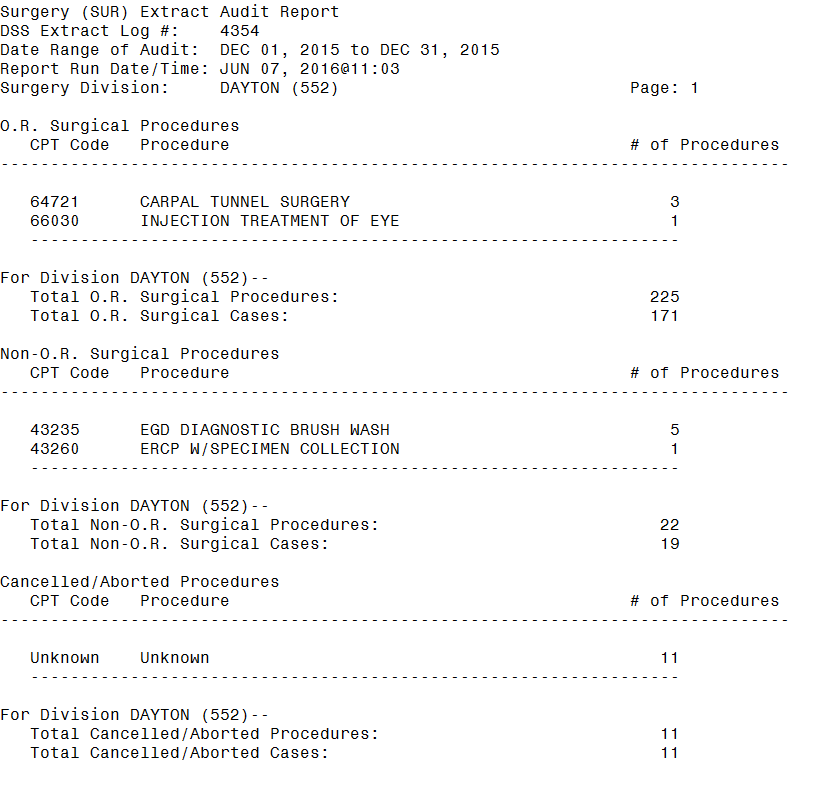 Surgery (SUR) Extract Audit Report
DSS Extract Log #:    4354
Date Range of Audit:  DEC 01, 2015 to DEC 31, 2015
Report Run Date/Time: JUN 07, 2016@11:03
Surgery Division:     DAYTON (552)                             Page: 1

O.R. Surgical Procedures
   CPT Code   Procedure                                        # of Procedures
-------------------------------------------------------------------------------

   64721      CARPAL TUNNEL SURGERY                                3
   66030      INJECTION TREATMENT OF EYE                           1
   -----------------------------------------------------------------

For Division DAYTON (552)--
   Total O.R. Surgical Procedures:                               225
   Total O.R. Surgical Cases:                                    171

Non-O.R. Surgical Procedures
   CPT Code   Procedure                                        # of Procedures
-------------------------------------------------------------------------------

   43235      EGD DIAGNOSTIC BRUSH WASH                            5
   43260      ERCP W/SPECIMEN COLLECTION                           1
   -----------------------------------------------------------------

For Division DAYTON (552)--
   Total Non-O.R. Surgical Procedures:                            22
   Total Non-O.R. Surgical Cases:                                 19

Cancelled/Aborted Procedures
   CPT Code   Procedure                                        # of Procedures
-------------------------------------------------------------------------------

   Unknown    Unknown                                             11
   -----------------------------------------------------------------

For Division DAYTON (552)--
   Total Cancelled/Aborted Procedures:                            11
   Total Cancelled/Aborted Cases:                                 11